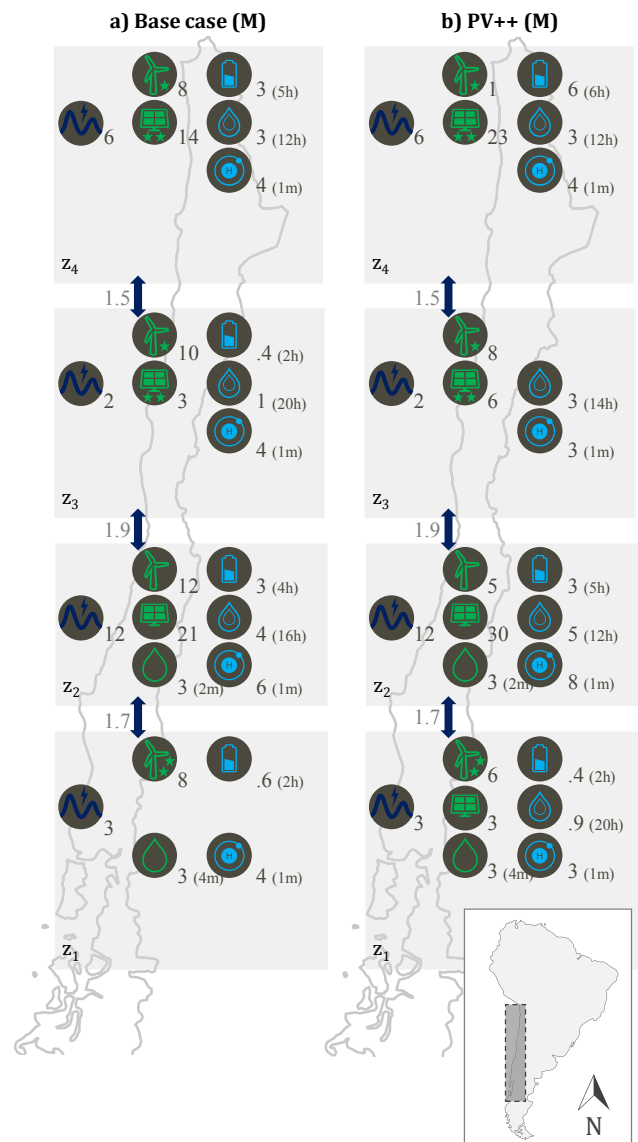 a) Base case (M)
b) PV++ (M)
8
3 (5h)
6
14
3 (12h)
4 (1m)
z4
1.5
10
.4 (2h)
2
3
1 (20h)
4 (1m)
z3
1.9
12
3 (4h)
12
21
4 (16h)
3 (2m)
6 (1m)
z2
1.7
8
.6 (2h)
3
3 (4m)
4 (1m)
z1
1
6 (6h)
6
23
3 (12h)
4 (1m)
z4
1.5
8
2
6
3 (14h)
3 (1m)
z3
1.9
5
3 (5h)
12
30
5 (12h)
3 (2m)
8 (1m)
z2
1.7
6
.4 (2h)
3
3
.9 (20h)
3 (4m)
3 (1m)
z1
H
H
H
H
H
H
H
H
N